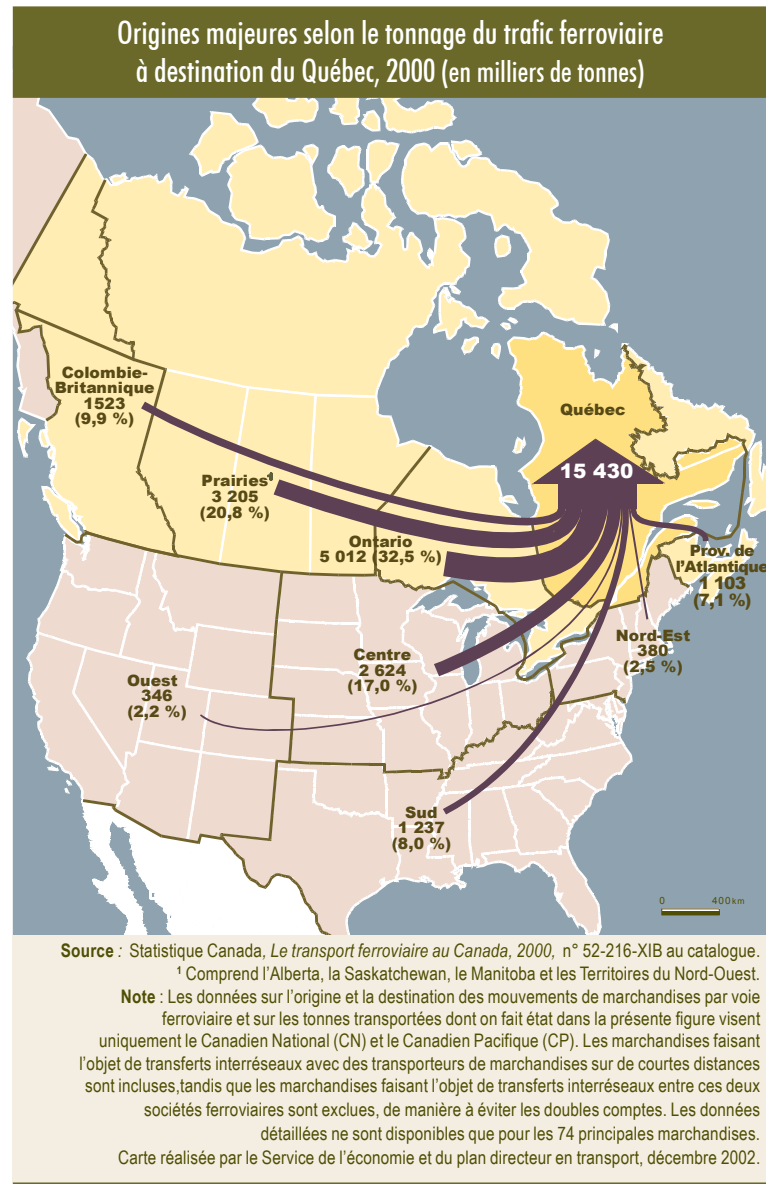 Origines majeures selon le tonnage du trafic ferroviaire
à destination du Québec, 2000 (en milliers de tonnes)
Colombie-
Britannique
1523
(9,9 %)
Québec
15 430
Prairies¹
3 205
(20,8 %)
Ontario
5 012 (32,5 %)
Prov. de
l'Atlantique
1 103
(7,1 %)
Nord-Est
380
(2,5 %)
Centre
2 624
(17,0 %)
Ouest
346
(2,2 %)
Sud
1 237
(8,0 %)
0 400 km
Source : Statistique Canada, Le transport ferroviaire au Canada, 2000, n° 52-216-XIB au catalogue.
¹ Comprend l'Alberta, la Saskatchewan, le Manitoba et les Territoires du Nord-Ouest.
Note : Les données sur l'origine et la destination des mouvements de marchandises par voie
ferroviaire et sur les tonnes transportées dont on fait état dans la présente figure visent
uniquement le Canadien National (CN) et le Canadien Pacifique (CP). Les marchandises faisant
l'objet de transferts interréseaux avec des transporteurs de marchandises sur de courtes distances
sont incluses,tandis que les marchandises faisant l'objet de transferts interréseaux entre ces deux
sociétés ferroviaires sont exclues, de manière à éviter les doubles comptes. Les données
détaillées ne sont disponibles que pour les 74 principales marchandises.
Carte réalisée par le Service de l'économie et du plan directeur en transport, décembre 2002.